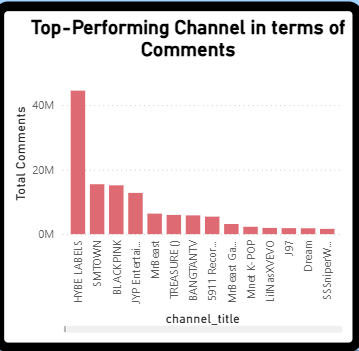 Top-Performing Channel in terms of
Comments
Total Comments
40M
20M
0M
HYBE LABELS
SMTOWN
BLACKPINK
JYP Entertai...
MrBeast
TREASURE ()
BANGTANTV
5911 Recor...
MrBeast Ga...
Mnet K-POP
LilNasXVEVO
J97
Dream
SSSniperW...
channel_title